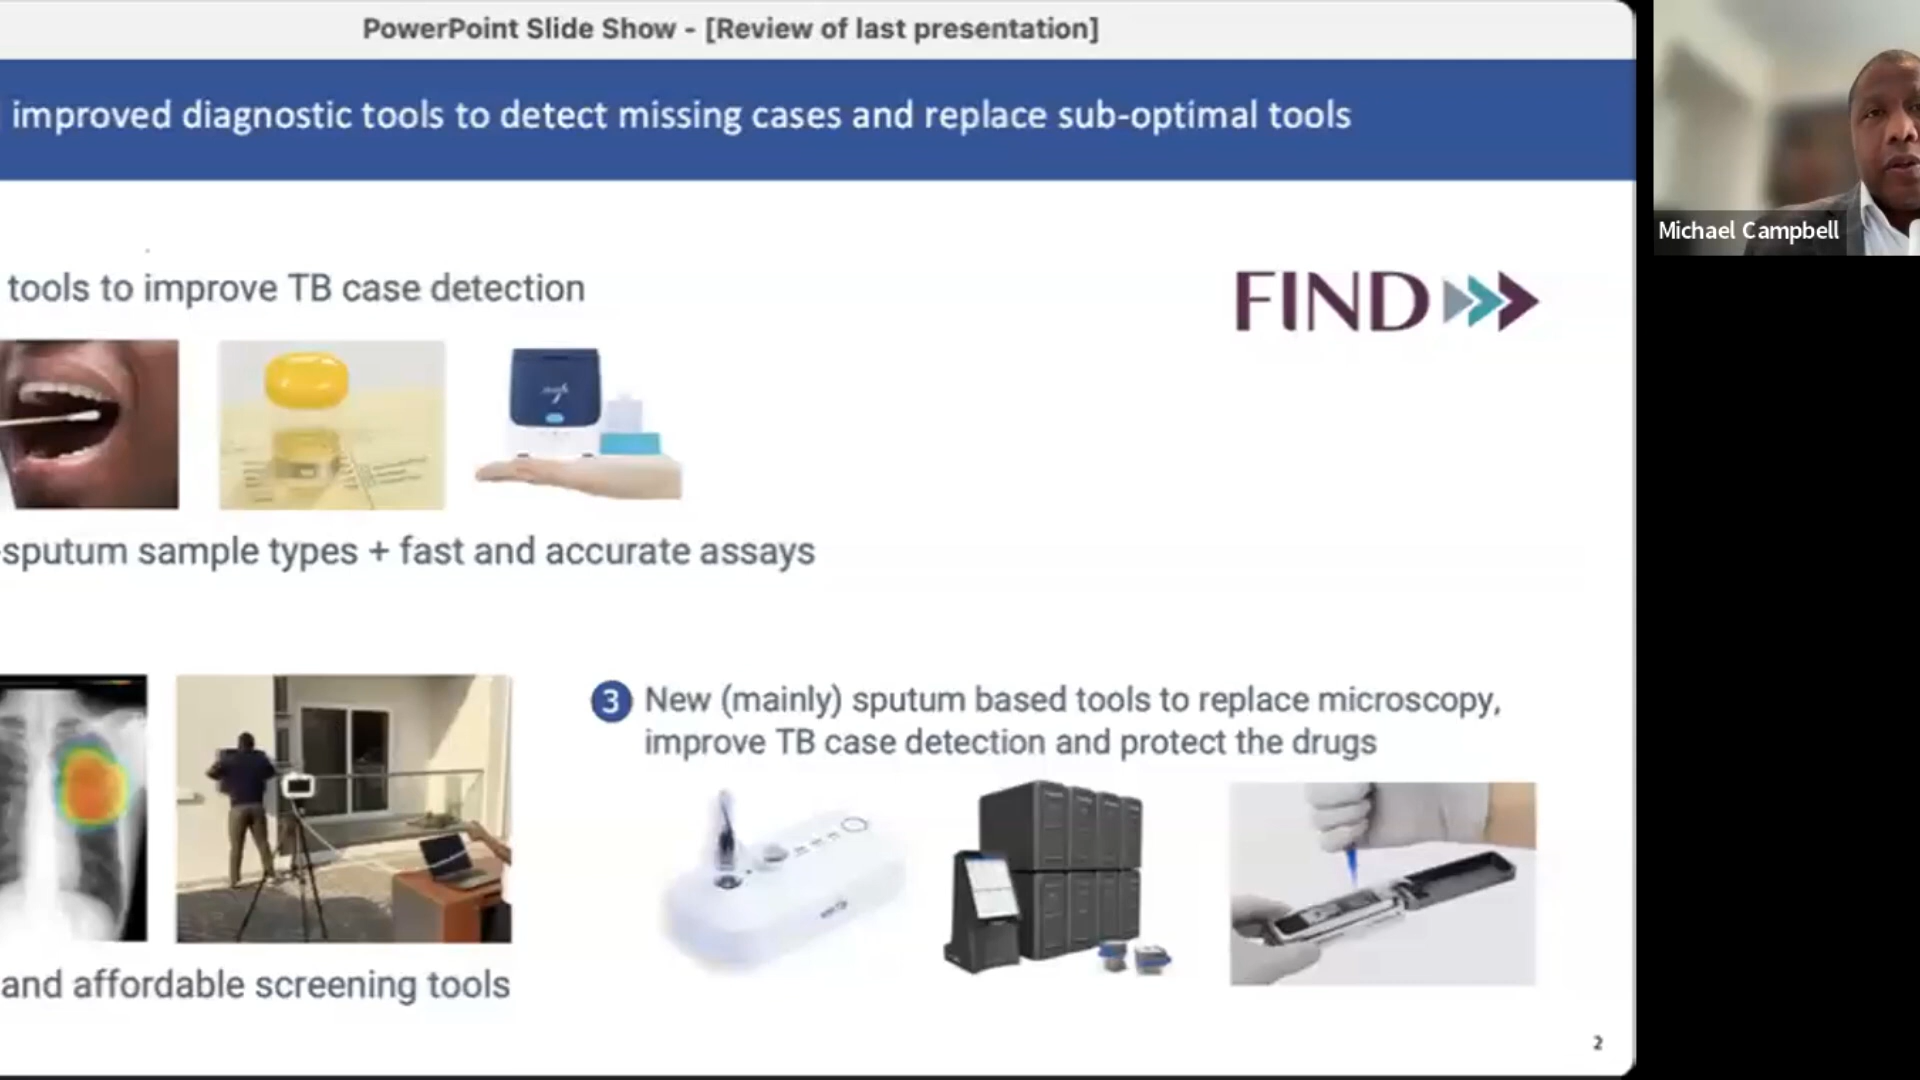 PowerPoint Slide Show - [Review of last presentation]
improved diagnostic tools to detect missing cases and replace sub-optimal tools
Michael Campbell
tools to improve TB case detection
FIND
-sputum sample types + fast and accurate assays
3 New (mainly) sputum based tools to replace microscopy,
improve TB case detection and protect the drugs
and affordable screening tools
2